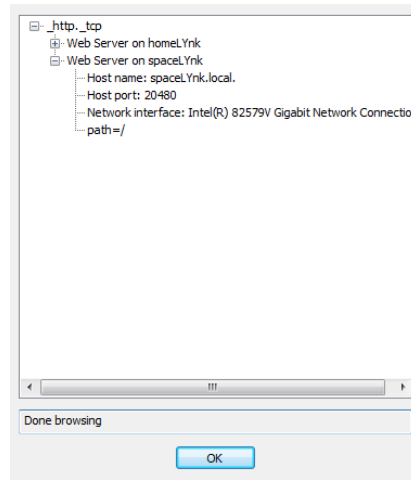 _http._tcp
Web Server on homeLYnk
Web Server on spaceLYnk
Host name: spaceLYnk.local.
Host port: 20480
Network interface: Intel(R) 82579V Gigabit Network Connectio
path=/
Done browsing
OK